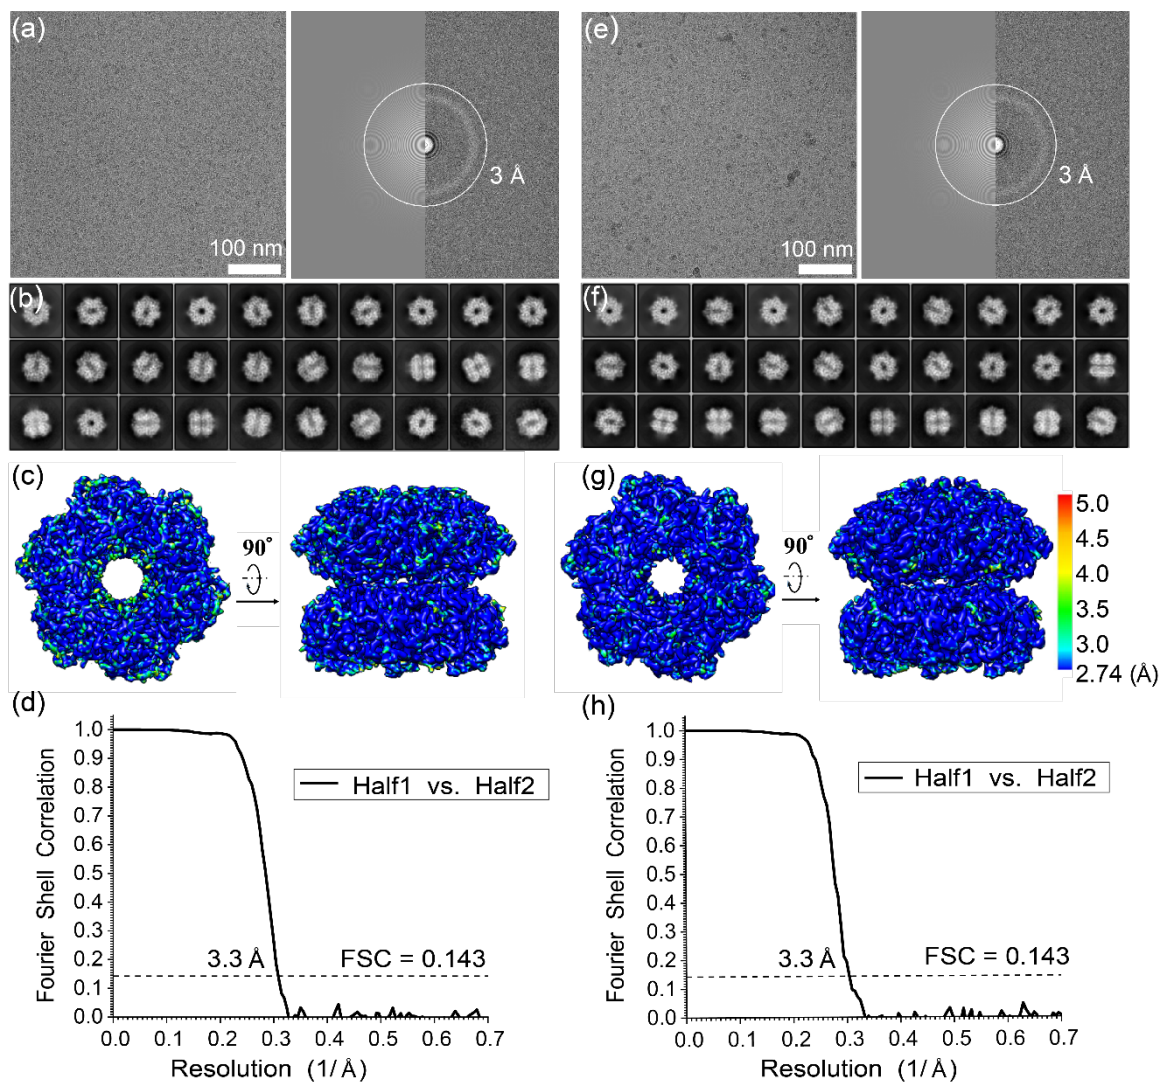 (a)
100 nm
3 Å
(e)
100 nm
3 Å
(b)
(f)
(c)
90°
(g)
90°
5.0
4.5
4.0
3.5
3.0
2.74 (Å)
(d)
1.0
0.9
0.8
0.7
0.6
0.5
0.4
0.3
0.2
0.1
0.0
Fourier Shell Correlation
Half1 vs. Half2
3.3 Å
FSC = 0.143
0.0 0.1 0.2 0.3 0.4 0.5 0.6 0.7
Resolution (1/Å)
(h)
1.0
0.9
0.8
0.7
0.6
0.5
0.4
0.3
0.2
0.1
0.0
Fourier Shell Correlation
Half1 vs. Half2
3.3 Å
FSC = 0.143
0.0 0.1 0.2 0.3 0.4 0.5 0.6 0.7
Resolution (1/Å)